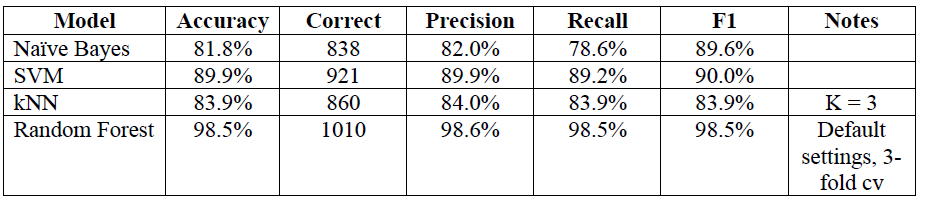 Model Accuracy Correct Precision Recall F1 Notes
Naïve Bayes 81.8% 838 82.0% 78.6% 89.6%
SVM 89.9% 921 89.9% 89.2% 90.0%
kNN 83.9% 860 84.0% 83.9% 83.9% K = 3
Random Forest 98.5% 1010 98.6% 98.5% 98.5% Default
settings, 3-
fold cv